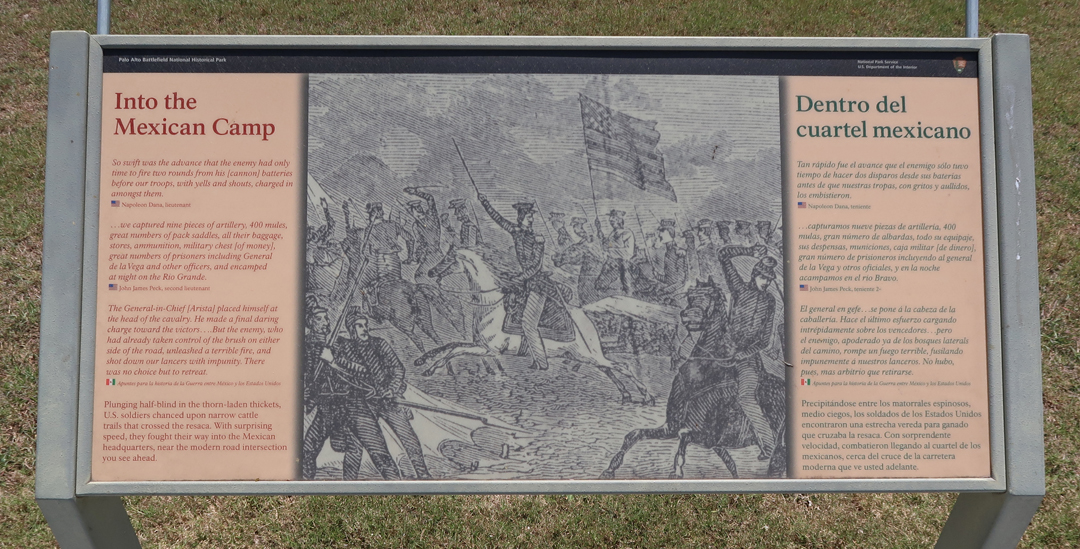 Palo Alto Battlefield National Historical Park
National Park Service
U.S. Department of the Interior
Into the
Mexican Camp
So swift was the advance that the enemy had only
time to fire two rounds from his [cannon] batteries
before our troops, with yells and shouts, charged in
amongst them.
Napoleon Dana, lieutenant
. . .we captured nine pieces of artillery, 400 mules,
great numbers of pack saddles, all their baggage,
stores, ammunition, military chest [of money],
great numbers of prisoners including General
de la Vega and other officers, and encamped
at night on the Rio Grande.
John James Peck, second lieutenant
The General-in-Chief [Arista] placed himself at
the head of the cavalry. He made a final daring
charge toward the victors. . . .But the enemy, who
had already taken control of the brush on either
side of the road, unleashed a terrible fire, and
shot down our lancers with impunity. There
was no choice but to retreat.
Apuntes para la historia de la Guerra entre México y los Estados Unidos
Plunging half-blind in the thorn-laden thickets,
U.S. soldiers chanced upon narrow cattle
trails that crossed the resaca. With surprising
speed, they fought their way into the Mexican
headquarters, near the modern road intersection
you see ahead.
Dentro del
cuartel mexicano
Tan rápido fue el avance que el enemigo sólo tuvo
tiempo de hacer dos disparos desde sus baterías
antes de que nuestras tropas, con gritos y aullidos,
los embistieron.
Napoleon Dana, teniente
. . .capturamos nueve piezas de artillería, 400
mulas, gran número de albardas, todo su equipaje,
sus despensas, municiones, caja militar [de dinero],
gran número de prisioneros incluyendo al general
de la Vega y otros oficiales, y en la noche
acampamos en el río Bravo.
John James Peck, teniente 2º
El general en gefe. . .se pone á la cabeza de la
caballería. Hace el último esfuerzo cargando
intrépidamente sobre los vencedores. . .pero
el enemigo, apoderado ya de los bosques laterals
del camino, rompe un fuego terrible, fusilando
impunemente á nuestros lanceros. No hubo,
pues, mas arbitrio que retirarse.
Apuntes para la historia de la Guerra entre México y los Estados Unidos
Precipitándose entre los matorrales espinosos,
medio ciegos, los soldados de los Estados Unidos
encontraron una estrecha vereda para ganado
que cruzaba la resaca. Con sorprendente
velocidad, combatieron llegando al cuartel de los
mexicanos, cerca del cruce de la carretera
moderna que ve usted adelante.